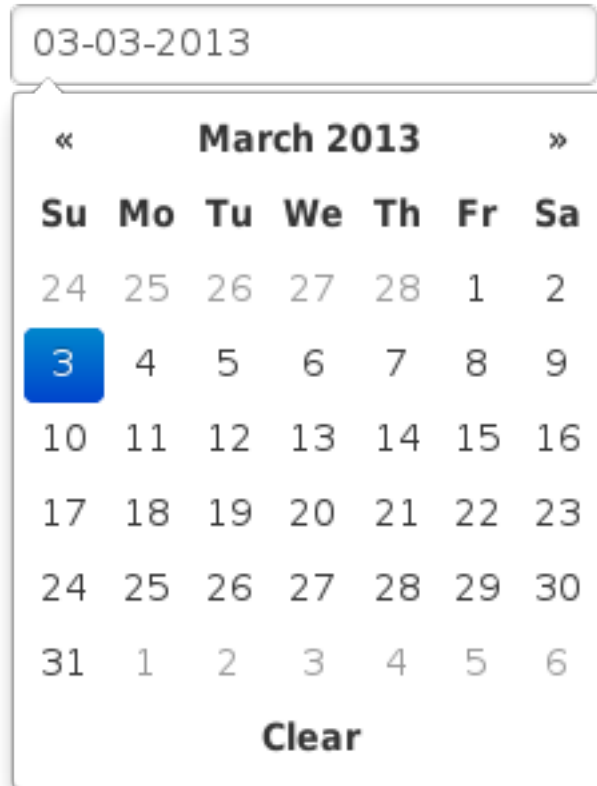 03-03-2013
« March 2013 »
Su Mo Tu We Th Fr Sa
24 25 26 27 28 1 2
3 4 5 6 7 8 9
10 11 12 13 14 15 16
17 18 19 20 21 22 23
24 25 26 27 28 29 30
31 1 2 3 4 5 6
Clear